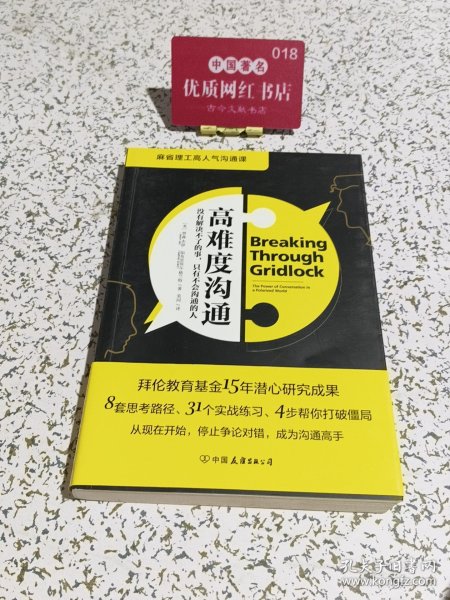 018
中国著名
优质网红书店
古今文献书店
麻省理工高人气沟通课
高难度沟通
没有解决不了的事,只有不会沟通的人
Breaking
Through
Gridlock
The Power of Conversation in
a Polarized World
拜伦教育基金15年潜心研究成果
8套思考路径、31个实战练习、4步帮你打破僵局
从现在开始,停止争论对错,成为沟通高手
中国友谊出版公司
孔夫子旧书网
www.kongfz.com